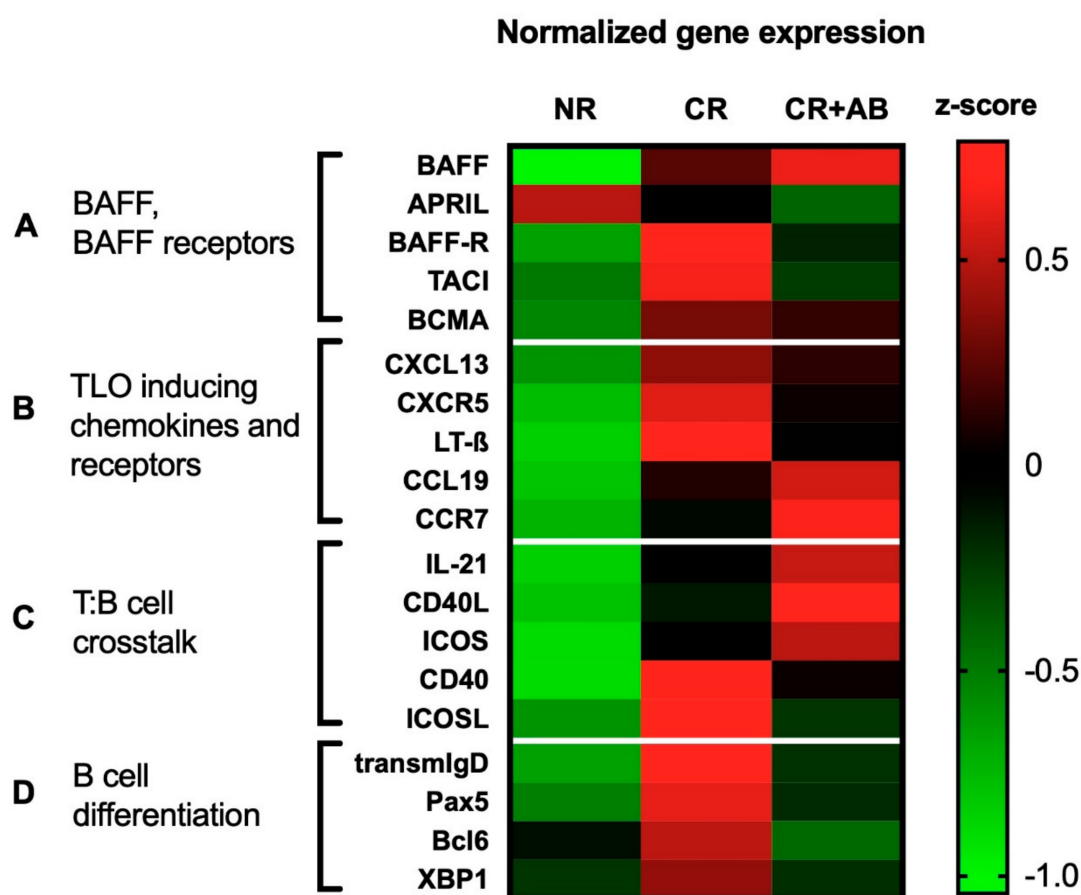 Normalized gene expression
NR CR CR+AB z-score
A BAFF,
BAFF receptors
BAFF
APRIL
BAFF-R
TACI
BCMA
B TLO inducing
chemokines and
receptors
CXCL13
CXCR5
LT-ß
CCL19
CCR7
C T:B cell
crosstalk
IL-21
CD40L
ICOS
CD40
ICOSL
D B cell
differentiation
transmIgD
Pax5
Bcl6
XBP1
0.5
0
-0.5
-1.0